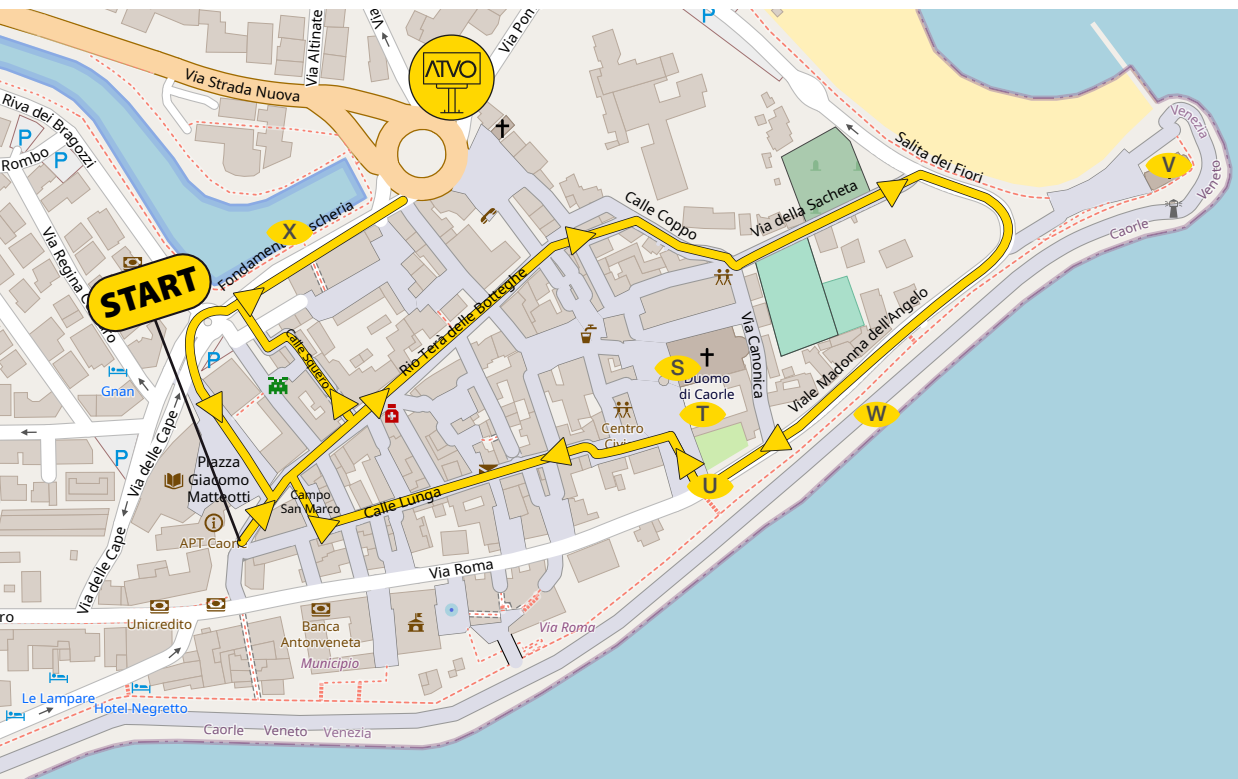 ATVO
P
Via Altinate
Via
Via Pon
Via Strada Nuova
Riva dei Bragozzi
P
P
Rombo
Salita dei Fiori
Venezia
V
Veneto
Caorle
Calle Coppo
Via della Sacheta
X
Fondamen
scheria
Via Regina
START
Calle Squero
P
Rio Terà delle Botteghe
Via Canonica
Viale Madonna dell'Angelo
Gnan
S
Duomo
di Caorle
T
W
Centro
Civi
P
Via delle Cape
Piazza
Giacomo
Matteotti
U
Campo
San Marco
Calle Lunga
APT Caorle
Via delle Cape
Via Roma
ro
Unicredito
Banca
Antonveneta
Via Roma
Municipio
Le Lampare
Hotel Negretto
Caorle Veneto Venezia